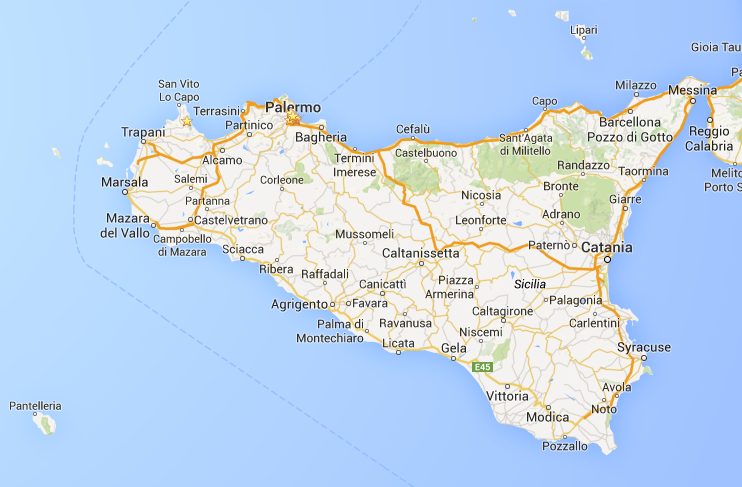 Lipari
Gioia Tau
San Vito
Lo Capo
Milazzo
Pa
Messina
Terrasini
Palermo
Capo
Trapani
Partinico
Bagheria
Cefalù
Barcellona
Pozzo di Gotto
Reggio
Calabria
Sant'Agata
di Militello
Alcamo
Termini
Imerese
Castelbuono
Randazzo
Taormina
Melito
Porto S
Marsala
Salemi
Corleone
Bronte
Nicosia
Giarre
Partanna
Mazara
del Vallo
Castelvetrano
Leonforte
Adrano
Campobello
di Mazara
Mussomeli
Paternò
Catania
Sciacca
Caltanissetta
Ribera
Raffadali
Canicattì
Piazza
Armerina
Sicilia
Agrigento
Favara
Palagonia
Palma di
Montechiaro
Ravanusa
Caltagirone
Carlentini
Niscemi
Licata
Gela
Syracuse
E45
Avola
Vittoria
Pantelleria
Modica
Noto
Pozzallo